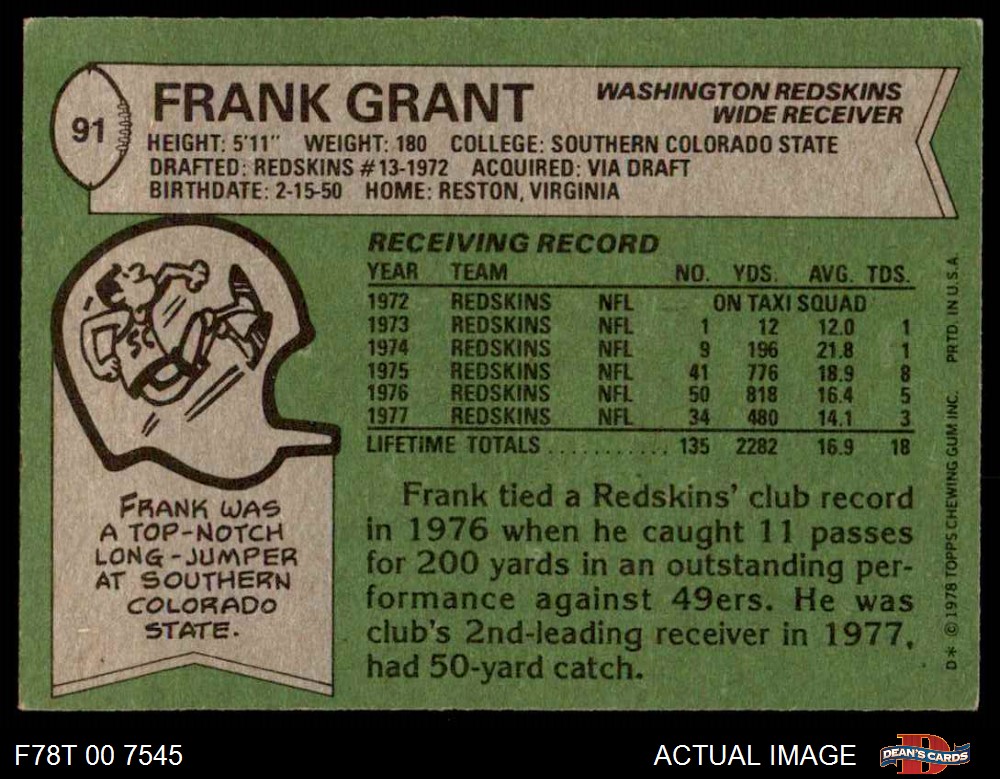 91
FRANK GRANT
WASHINGTON REDSKINS
WIDE RECEIVER
HEIGHT: 5'11" WEIGHT: 180 COLLEGE: SOUTHERN COLORADO STATE
DRAFTED: REDSKINS #13-1972 ACQUIRED: VIA DRAFT
BIRTHDATE: 2-15-50 HOME: RESTON, VIRGINIA
RECEIVING RECORD
YEAR TEAM NO. YDS. AVG. TDS.
1972 REDSKINS NFL ON TAXI SQUAD
1973 REDSKINS NFL 1 12 12.0 1
1974 REDSKINS NFL 9 196 21.8 1
1975 REDSKINS NFL 41 776 18.9 8
1976 REDSKINS NFL 50 818 16.4 5
1977 REDSKINS NFL 34 480 14.1 3
LIFETIME TOTALS ........... 135 2282 16.9 18
SC
FRANK WAS
A TOP-NOTCH
LONG-JUMPER
AT SOUTHERN
COLORADO
STATE.
Frank tied a Redskins' club record
in 1976 when he caught 11 passes
for 200 yards in an outstanding per-
formance against 49ers. He was
club's 2nd-leading receiver in 1977,
had 50-yard catch.
D* © 1978 TOPPS CHEWING GUM INC. PRTD. IN U.S.A.
F78T 00 7545
ACTUAL IMAGE
D
DEAN'S CARDS